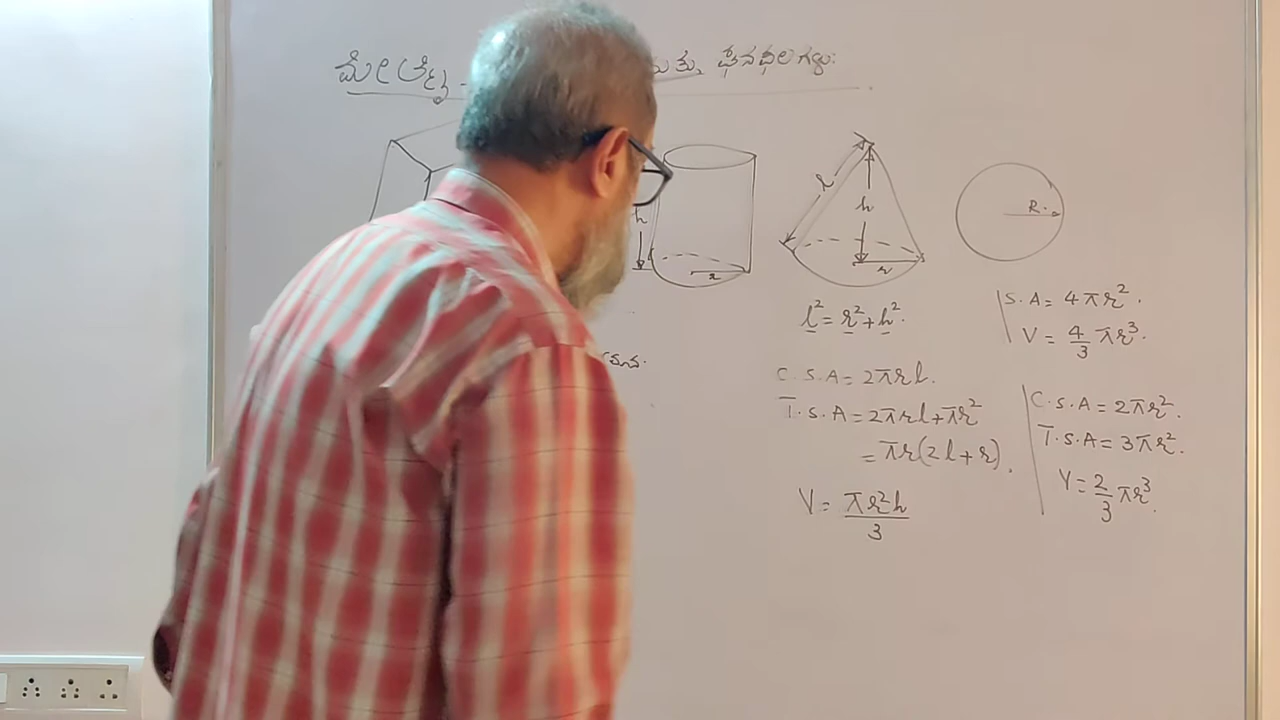 ಮೇಲ್ಮೈ - ಮತ್ತು ಘನಫಲಗಳು:
h
r
l
h
r
R.
l² = r² + h².
C.S.A = 2πrl.
T.S.A = 2πrl + πr²
= πr(2l + r).
V = πr²h/3
S.A = 4πr².
V = 4/3 πr³.
C.S.A = 2πr².
T.S.A = 3πr².
V = 2/3 πr³.